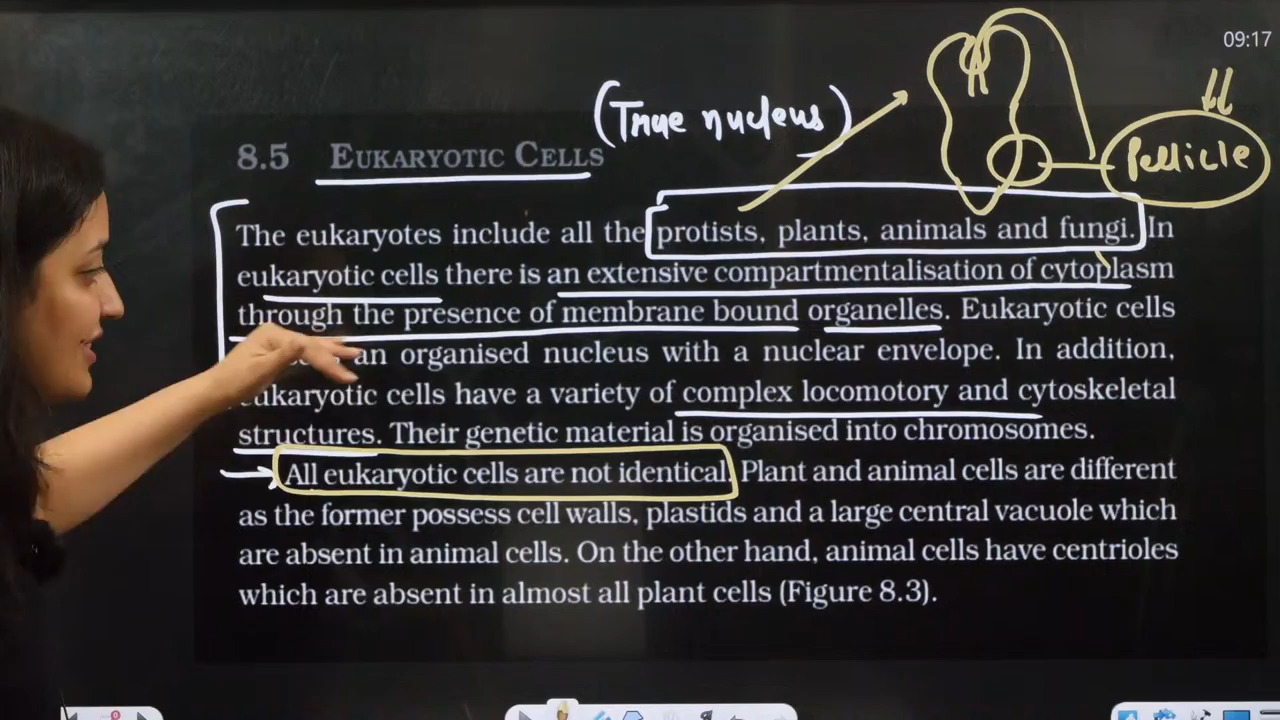 09:17
(True nucleus)
Pellicle
8.5 EUKARYOTIC CELLS
The eukaryotes include all the protists, plants, animals and fungi. In
eukaryotic cells there is an extensive compartmentalisation of cytoplasm
through the presence of membrane bound organelles. Eukaryotic cells
an organised nucleus with a nuclear envelope. In addition,
eukaryotic cells have a variety of complex locomotory and cytoskeletal
structures. Their genetic material is organised into chromosomes.
All eukaryotic cells are not identical. Plant and animal cells are different
as the former possess cell walls, plastids and a large central vacuole which
are absent in animal cells. On the other hand, animal cells have centrioles
which are absent in almost all plant cells (Figure 8.3).